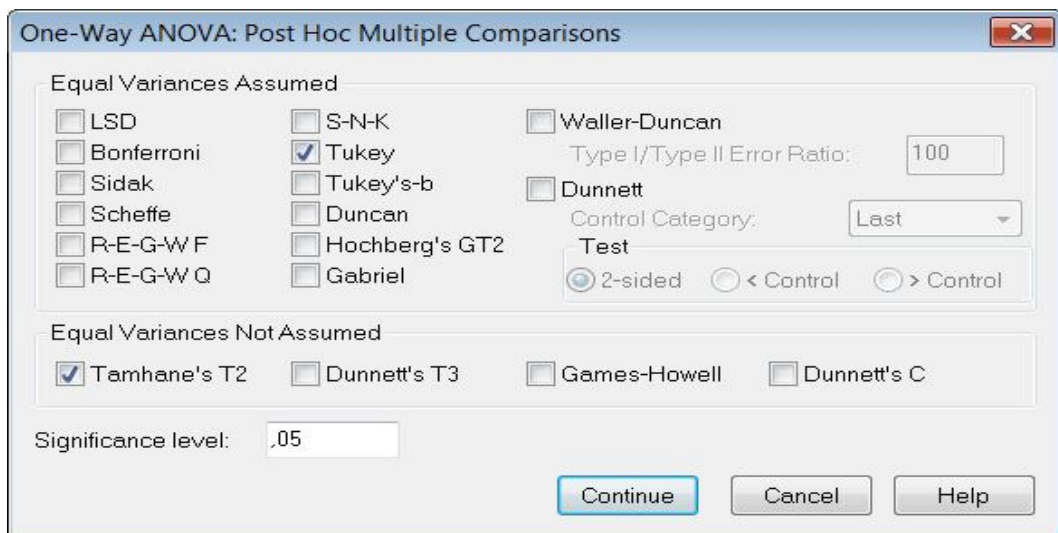 One-Way ANOVA: Post Hoc Multiple Comparisons
Equal Variances Assumed
LSD S-N-K Waller-Duncan
Bonferroni Tukey Type I/Type II Error Ratio: 100
Sidak Tukey's-b Dunnett
Scheffe Duncan Control Category: Last
R-E-G-W F Hochberg's GT2 Test
R-E-G-W Q Gabriel 2-sided < Control > Control
Equal Variances Not Assumed
Tamhane's T2 Dunnett's T3 Games-Howell Dunnett's C
Significance level: ,05
Continue Cancel Help